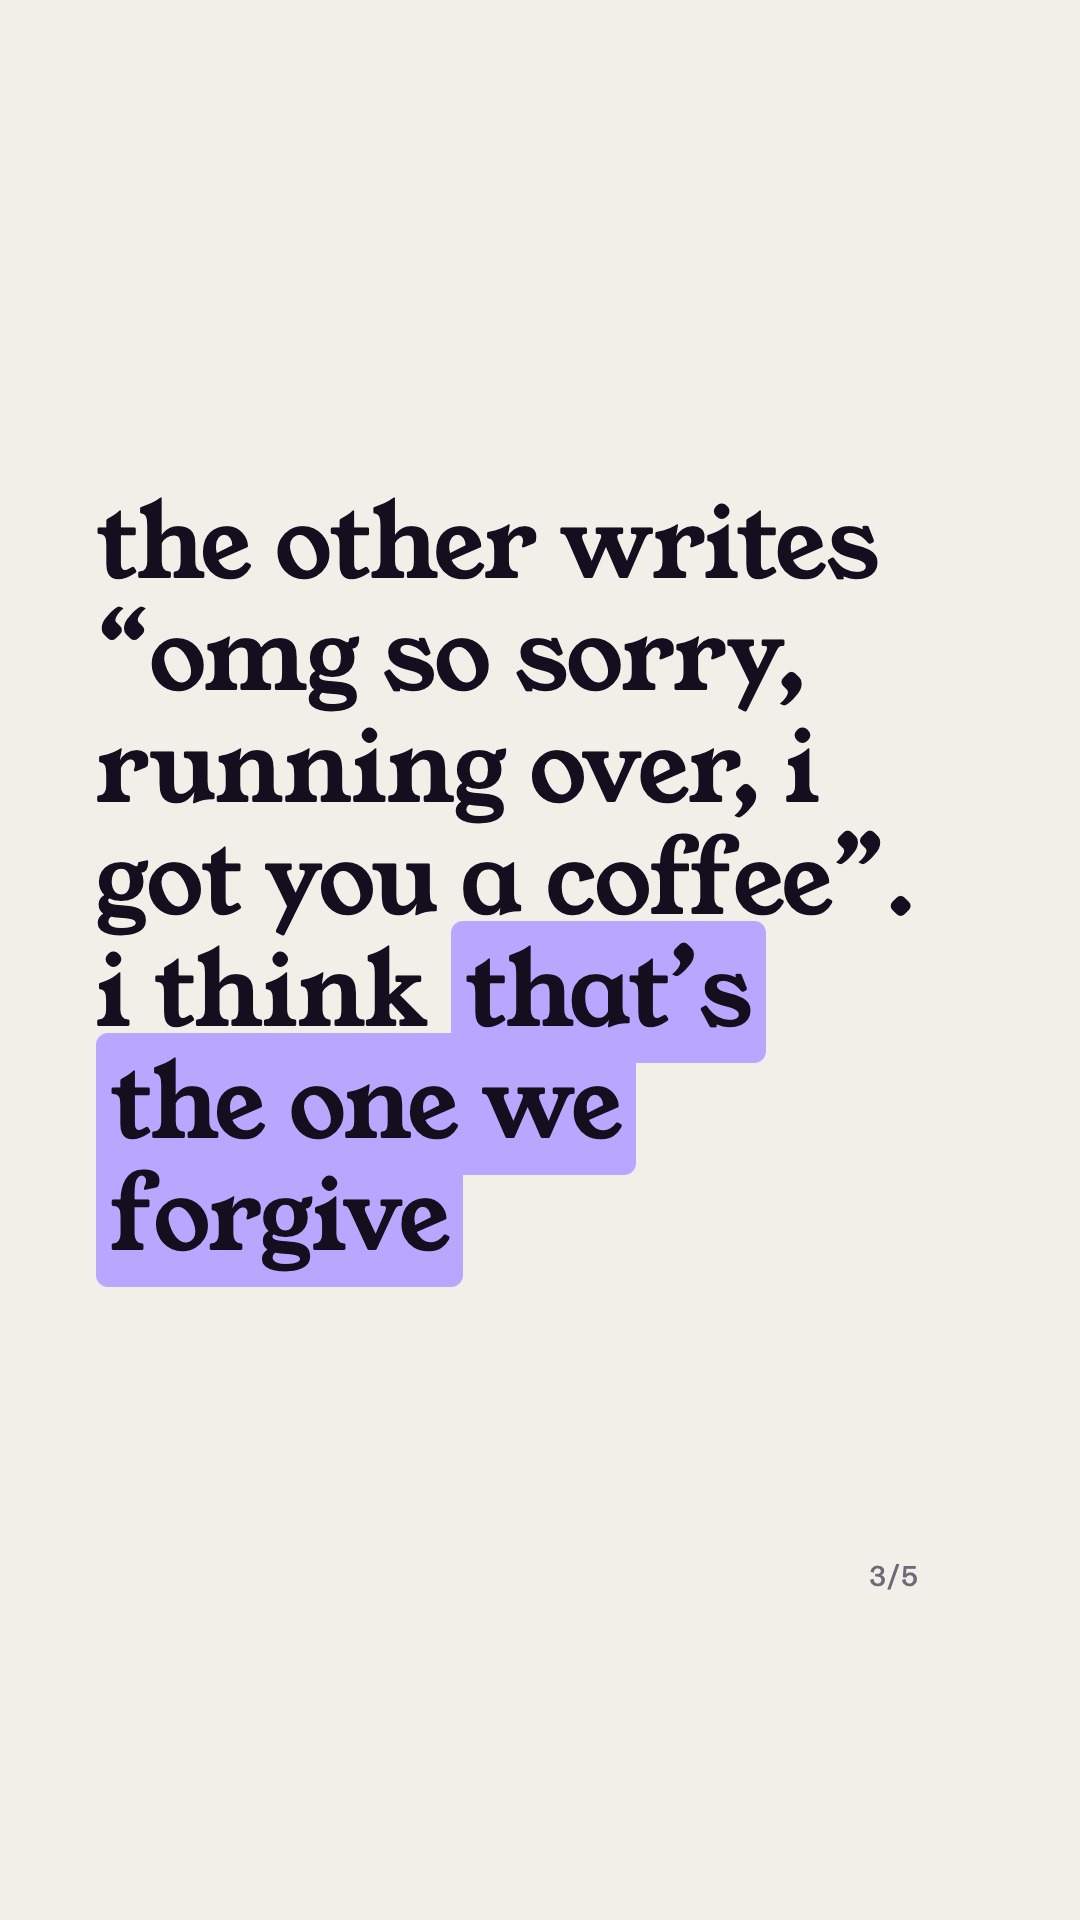 the other writes
“omg so sorry,
running over, i
got you a coffee”.
i think that’s
the one we
forgive
3/5